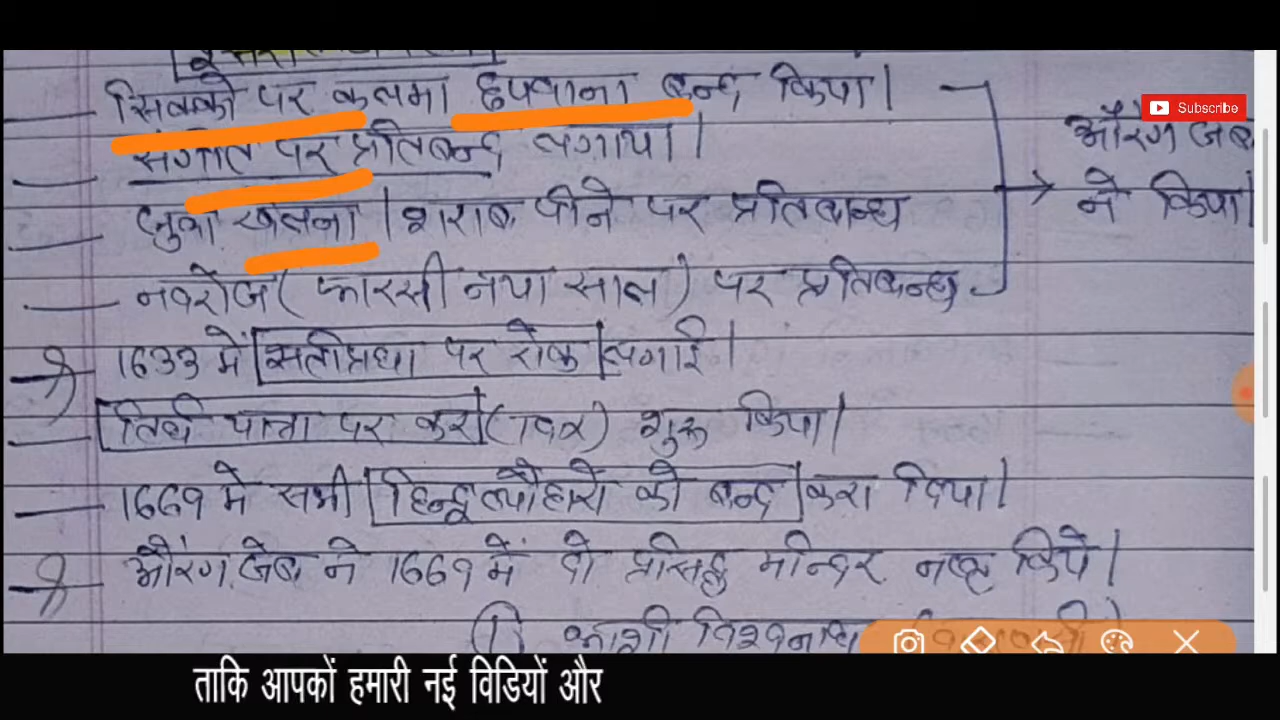 सिक्को पर कलमा छपवाना बन्द किया।
संगीत पर प्रतिबन्द लगाया।
जुआ खेलना / शराब पीने पर प्रतिबन्ध
नवरोज (फारसी नया साल) पर प्रतिबन्ध
औरंगजेब
ने किया।
Subscribe
1633 में सतीप्रथा पर रोक लगाई।
तिर्थ यात्रा पर कर शुरू किया।
1669 मे सभी हिन्दू त्यौहारो को बन्द करा दिया।
औरंगजेब ने 1669 में दो प्रसिद्ध मन्दिर नष्ट किये।
① काशी विश्वनाथ
ताकि आपकों हमारी नई विडियों और